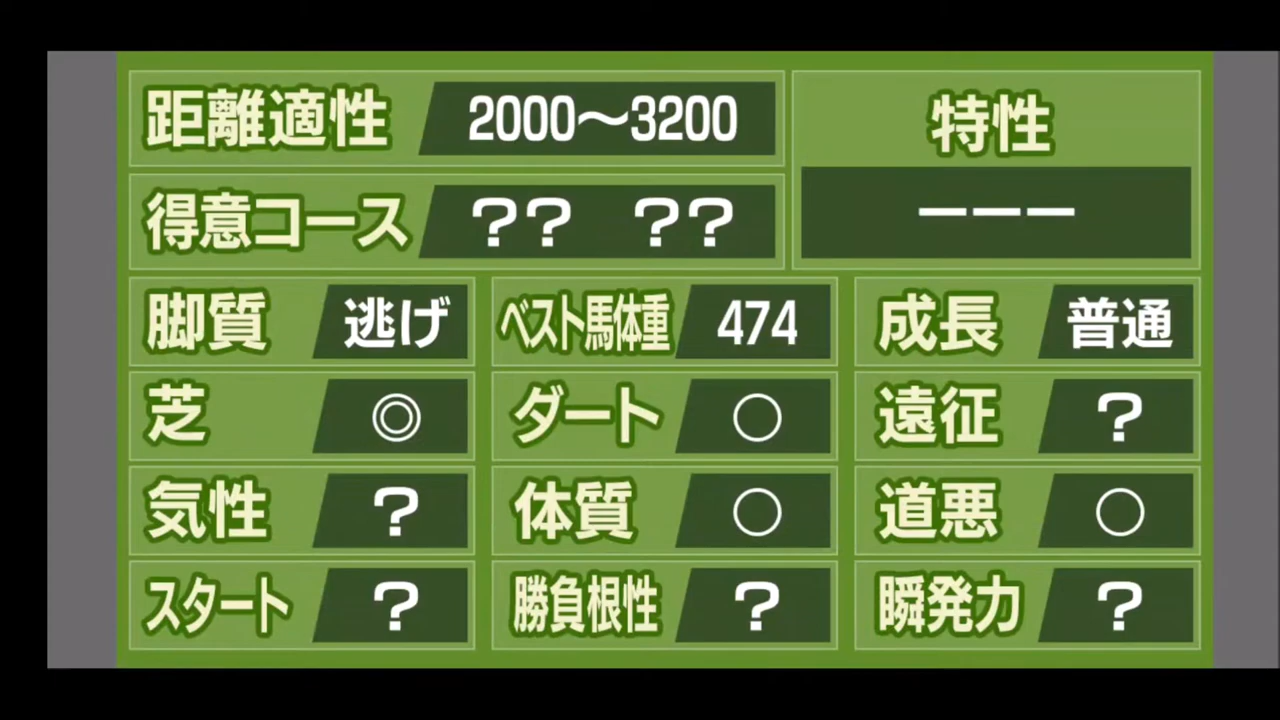 距離適性 2000〜3200 特性
得意コース ?? ?? ーーー
脚質 逃げ ベスト馬体重 474 成長 普通
芝 ◎ ダート ○ 遠征 ?
気性 ? 体質 ○ 道悪 ○
スタート ? 勝負根性 ? 瞬発力 ?